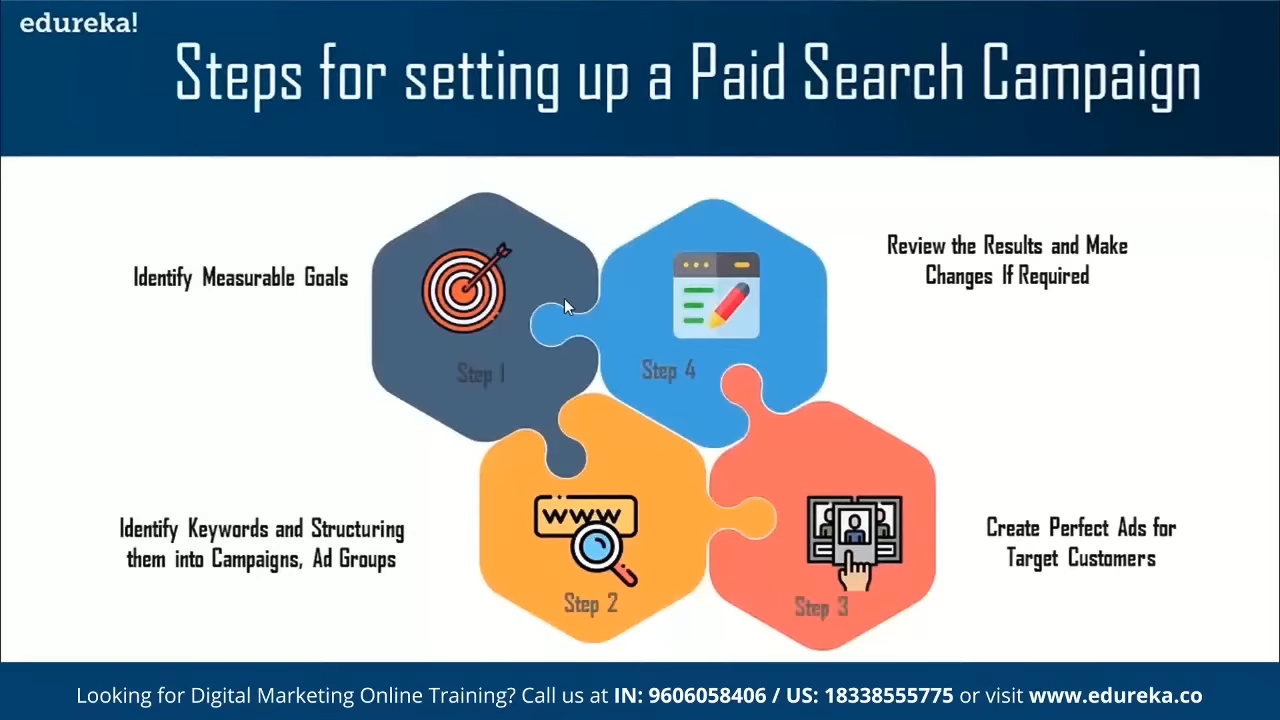 edureka!
Steps for setting up a Paid Search Campaign
Identify Measurable Goals
Step 1
Identify Keywords and Structuring
them into Campaigns, Ad Groups
WWW
Step 2
Create Perfect Ads for
Target Customers
Step 3
Review the Results and Make
Changes If Required
Step 4
Looking for Digital Marketing Online Training? Call us at IN: 9606058406 / US: 18338555775 or visit www.edureka.co